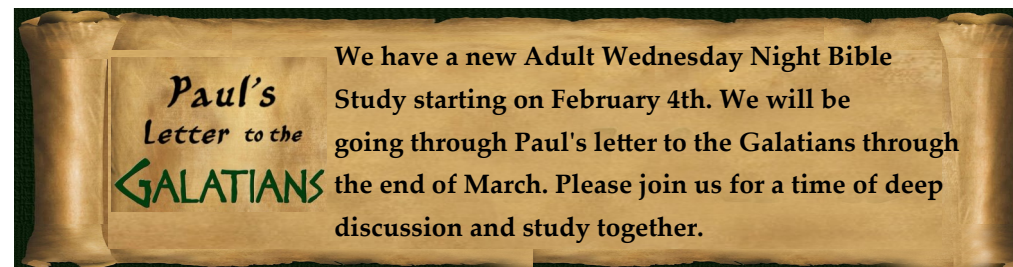 Paul's
Letter to the
GALATIANS
We have a new Adult Wednesday Night Bible
Study starting on February 4th. We will be
going through Paul's letter to the Galatians through
the end of March. Please join us for a time of deep
discussion and study together.